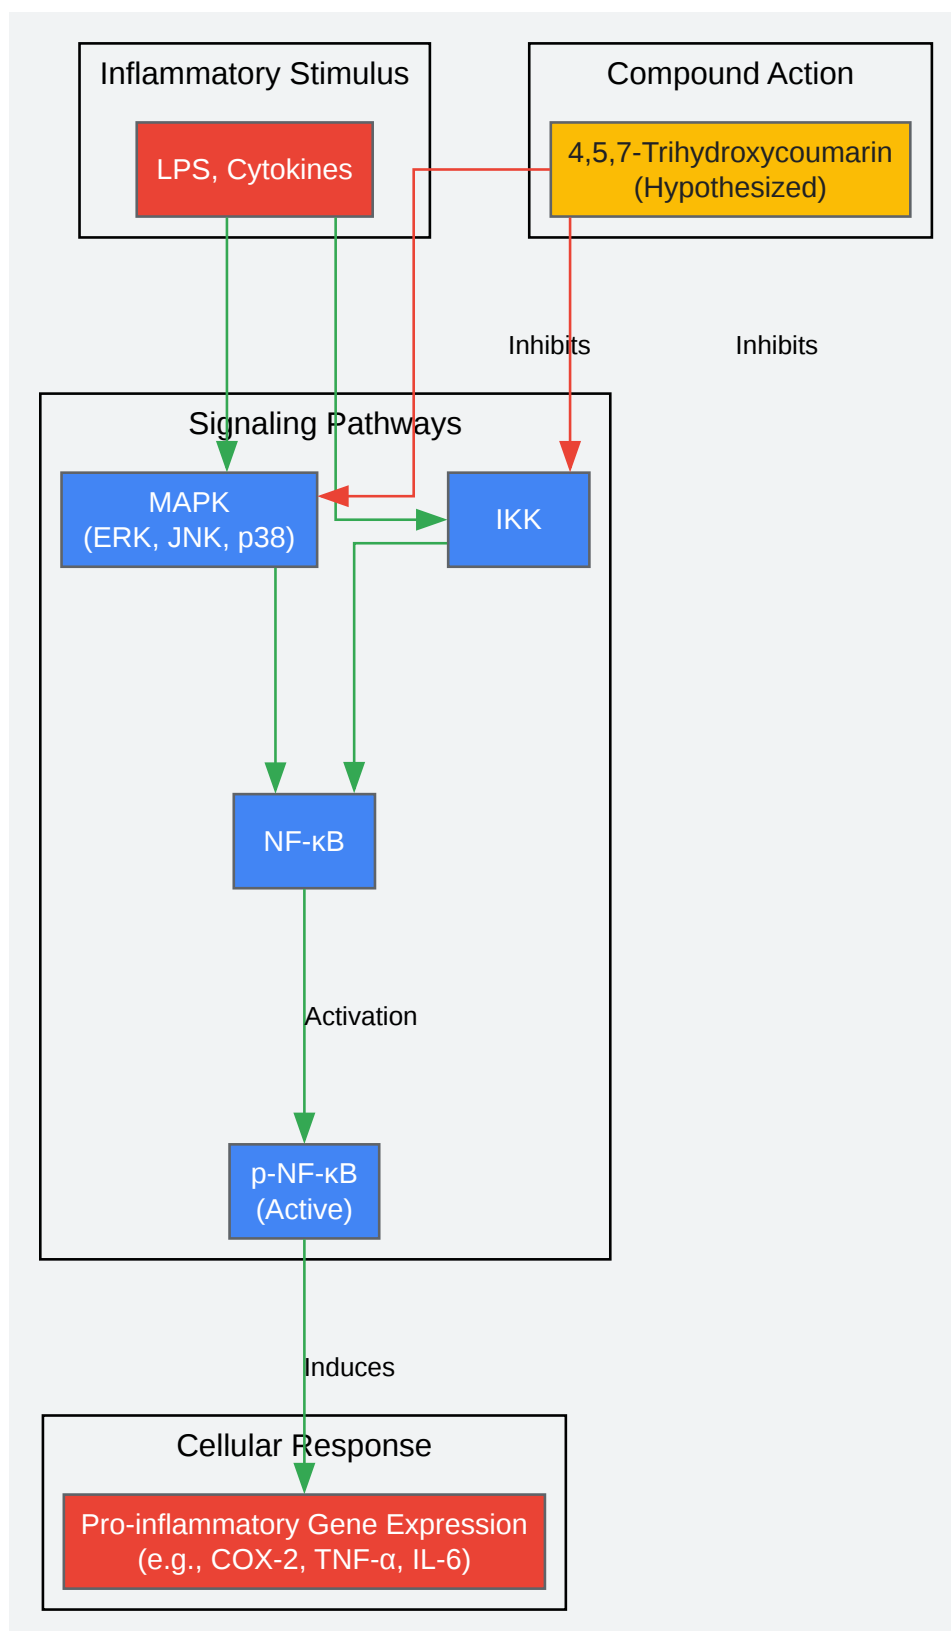 Inflammatory Stimulus
LPS, Cytokines
Compound Action
4,5,7-Trihydroxycoumarin
(Hypothesized)
Inhibits
Inhibits
Signaling Pathways
MAPK
(ERK, JNK, p38)
IKK
NF-κB
Activation
p-NF-κB
(Active)
Induces
Cellular Response
Pro-inflammatory Gene Expression
(e.g., COX-2, TNF-α, IL-6)